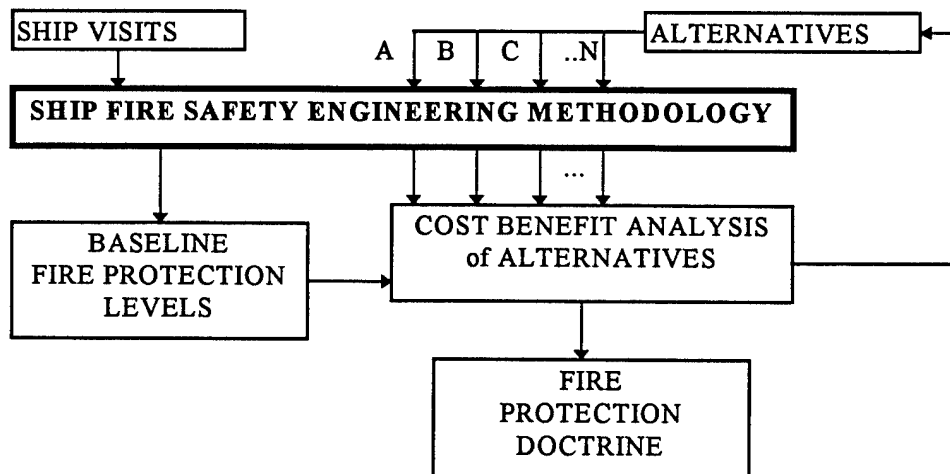 SHIP VISITS
ALTERNATIVES
A B C ..N
SHIP FIRE SAFETY ENGINEERING METHODOLOGY
...
BASELINE
FIRE PROTECTION
LEVELS
COST BENEFIT ANALYSIS
of ALTERNATIVES
FIRE
PROTECTION
DOCTRINE